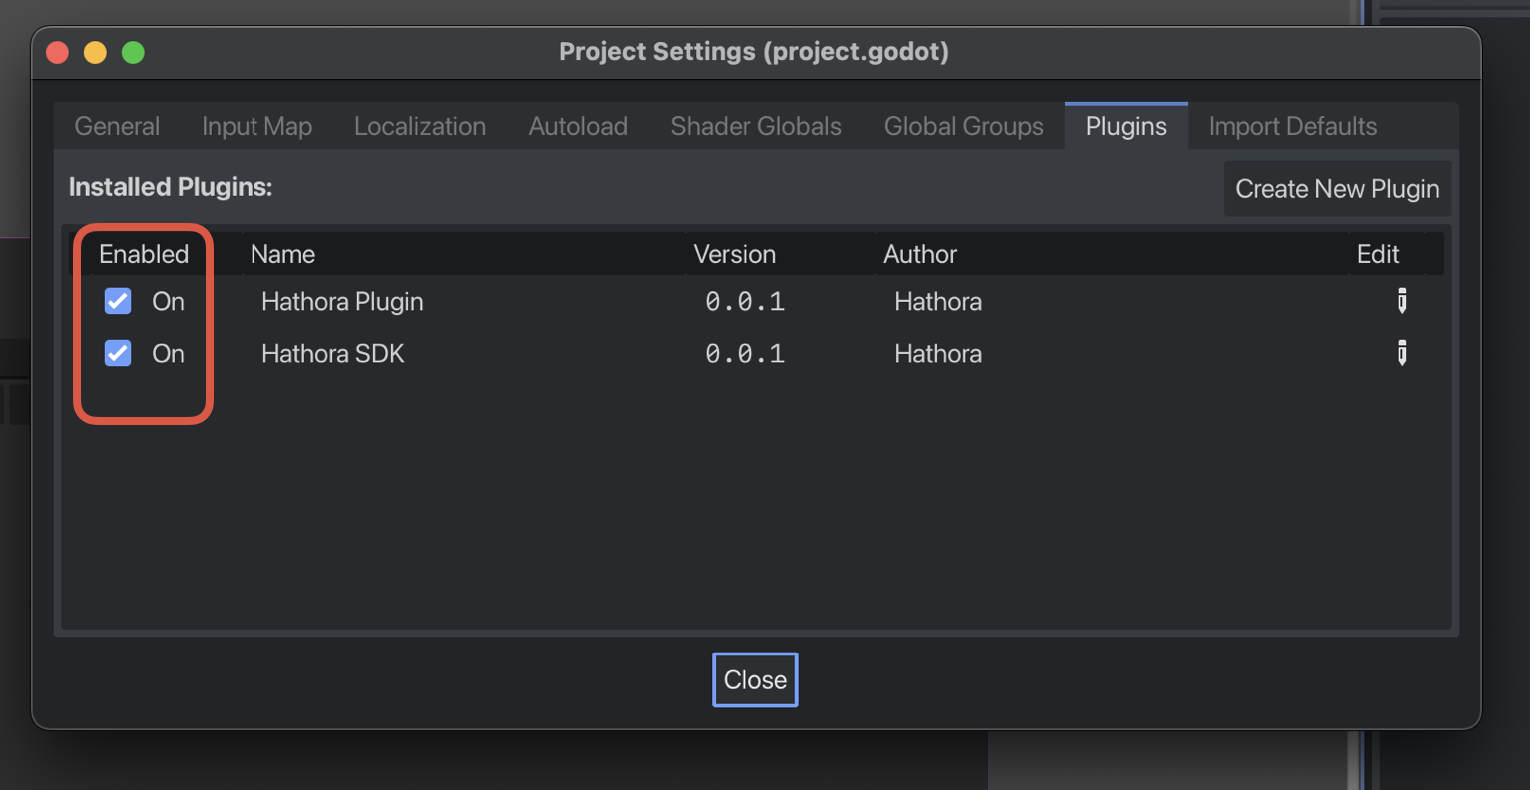 Project Settings (project.godot)
General Input Map Localization Autoload Shader Globals Global Groups Plugins Import Defaults
Installed Plugins: Create New Plugin
Enabled Name Version Author Edit
On Hathora Plugin 0.0.1 Hathora
On Hathora SDK 0.0.1 Hathora
Close